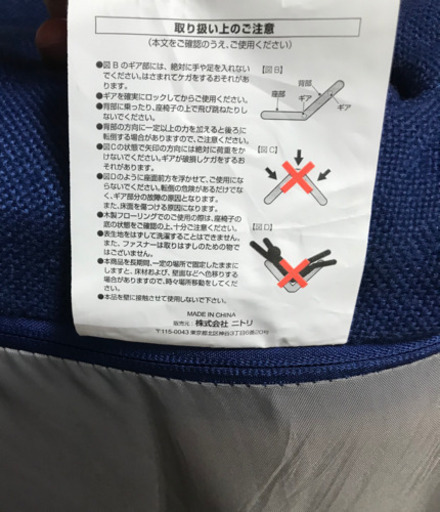 取り扱い上のご注意
(本文をご確認のうえ、ご使用ください)
●図Bのギア部には、絶対に手や足を入れない
でください。はさまれてケガをするおそれがあ
ります。
●ギアを確実にロックしてからご使用ください。
●背部に乗ったり、座椅子の上で飛び跳ねたりし
ないでください。
●背部の方向に一定以上の力を加えると後ろに
転倒する場合がありますので、ご注意ください。
●図Cの状態で矢印の方向には絶対に荷重をか
けないでください。ギアが破損しケガをするおそ
れがあります。
●図Dのように座面前方を浮かせて、ご使用にな
らないでください。転倒の危険があるだけでな
く、ギア部分の故障の原因となります。
また、床面を傷つける原因になります。
●木製フローリングでのご使用の際は、座椅子の
底の状態をご確認の上、十分ご注意ください。
●表生地をはずして洗濯することはできません。
また、ファスナーは取りはずしのための物で
はございません。
●本商品を長期間、一定の場所で固定したままに
しますと、床材および、壁面などへ色移りする
場合がありますので、時々場所移動をしてくだ
さい。
●本品を壁に接触させて使用しないで下さい。
【図B】
背部
座部
ギア
ギア
【図C】
【図D】
MADE IN CHINA
販売元:株式会社 ニトリ
〒115-0043 東京都北区神谷3丁目6番20号